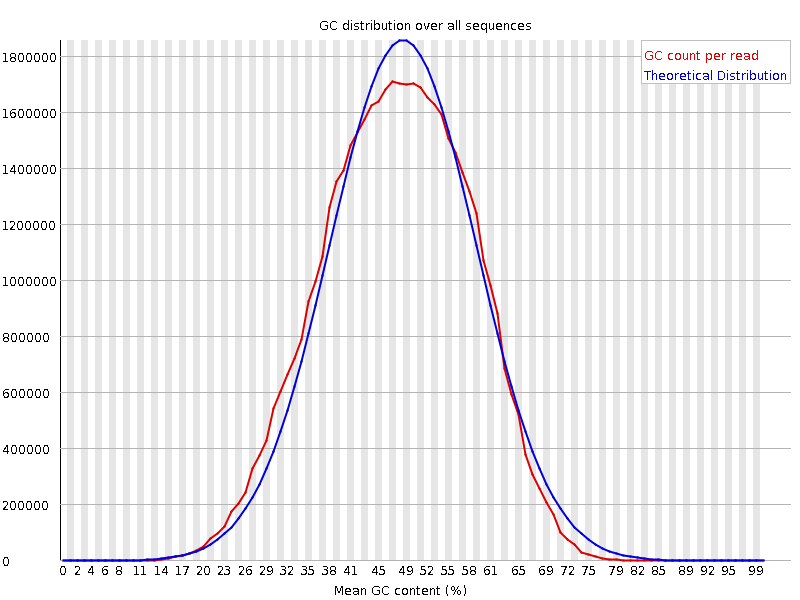 GC distribution over all sequences
GC count per read
Theoretical Distribution
1800000
1600000
1400000
1200000
1000000
800000
600000
400000
200000
0
0 2 4 6 8 11 14 17 20 23 26 29 32 35 38 41 45 49 52 55 58 61 65 69 72 75 79 82 85 89 92 95 99
Mean GC content (%)